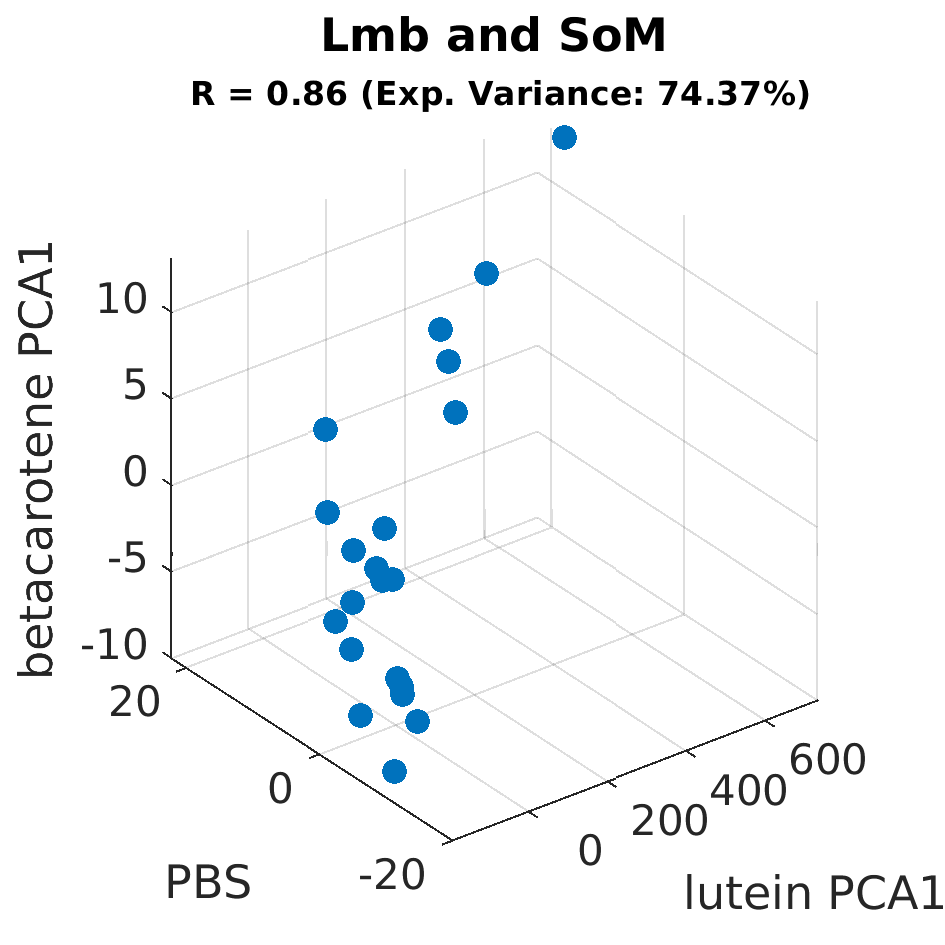 Lmb and SoM
R = 0.86 (Exp. Variance: 74.37%)
betacarotene PCA1
10
5
0
-5
-10
20
0
-20
PBS
0
200
400
600
lutein PCA1